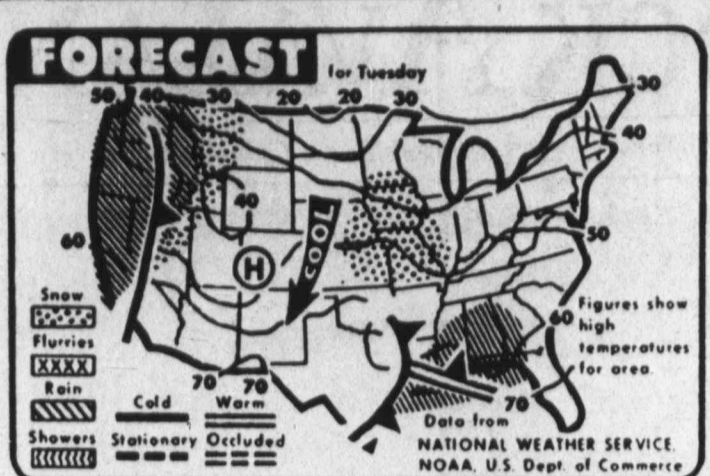 FORECAST
for Tuesday
50 40 30 20 20 30
30
40
40
60
50
COOL
H
60
Snow
Flurries
XXXX
Rain
Showers
70 70
Cold Warm
Stationary Occluded
70
Figures show
high
temperatures
for area.
Data from
NATIONAL WEATHER SERVICE,
NOAA, U.S. Dept. of Commerce